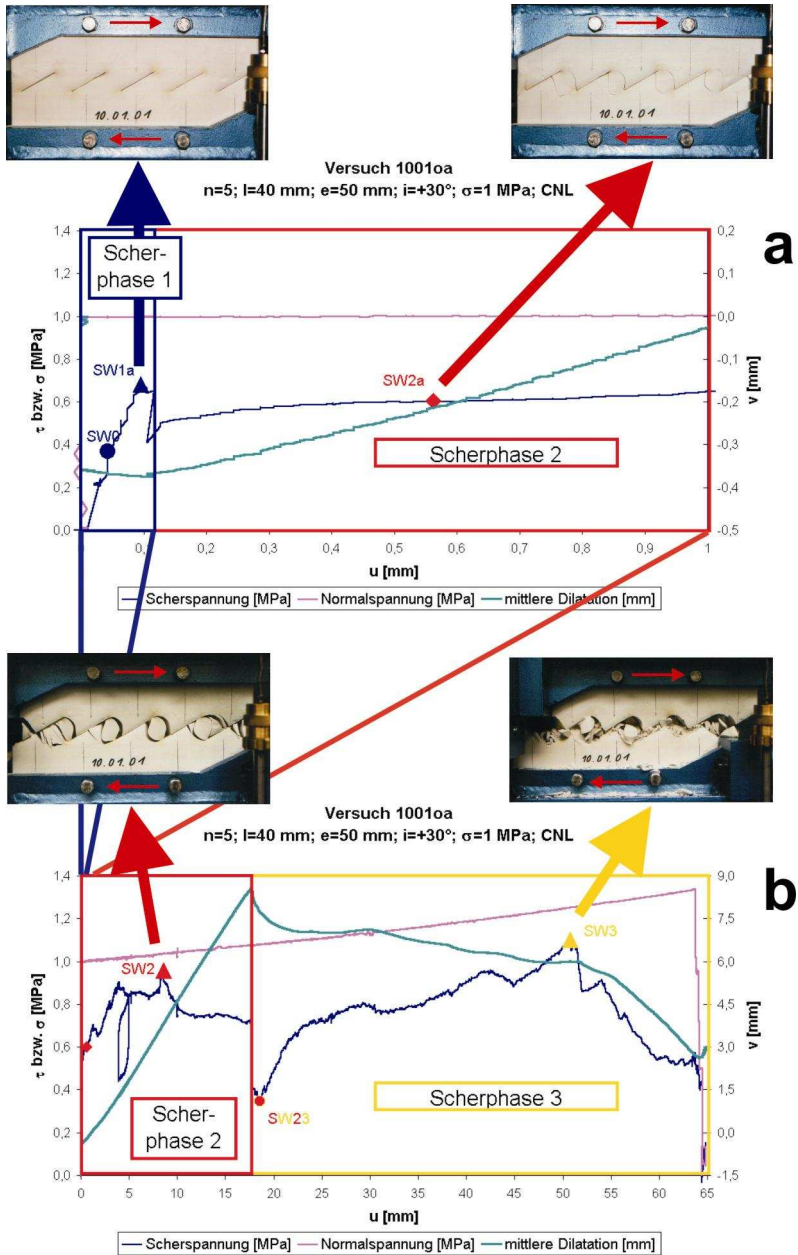 10.01.01
10.01.01
Versuch 1001oa
n=5; l=40 mm; e=50 mm; i=+30°; σ=1 MPa; CNL
a
Scher-
phase 1
SW1a
SW0
SW2a
Scherphase 2
τ bzw. σ [MPa]
1,4
1,2
1,0
0,8
0,6
0,4
0,2
0,0
v [mm]
0,2
0,1
0,0
-0,1
-0,2
-0,3
-0,4
-0,5
0,1
0,2
0,3
0,4
0,5
0,6
0,7
0,8
0,9
1
u [mm]
Scherspannung [MPa] Normalspannung [MPa] mittlere Dilatation [mm]
10.01.01
10.01.01
Versuch 1001oa
n=5; l=40 mm; e=50 mm; i=+30°; σ=1 MPa; CNL
b
SW2
SW3
SW23
Scher-
phase 2
Scherphase 3
τ bzw. σ [MPa]
1,4
1,2
1,0
0,8
0,6
0,4
0,2
0,0
v [mm]
9,0
7,5
6,0
4,5
3,0
1,5
0,0
-1,5
0
5
10
15
20
25
30
35
40
45
50
55
60
65
u [mm]
Scherspannung [MPa] Normalspannung [MPa] mittlere Dilatation [mm]